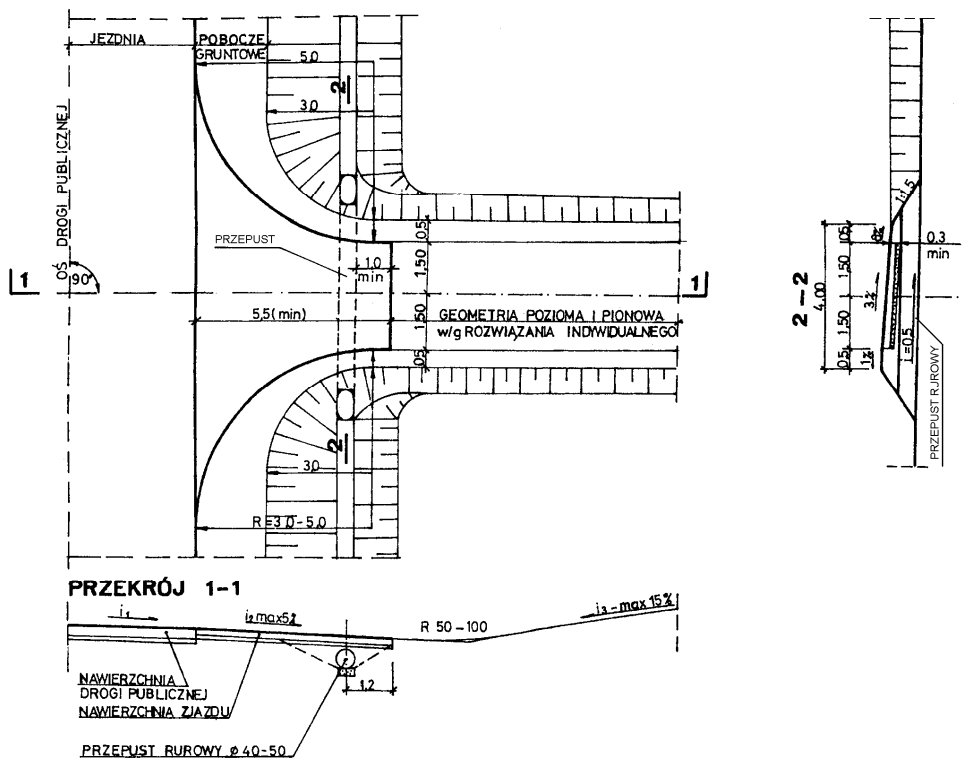 JEZDNIA
POBOCZE
GRUNTOWE
5,0
2
3,0
OŚ DROGI PUBLICZNEJ
90°
1
PRZEPUST
1,0
min
0,5
1,50
1,50
0,5
1
5,5(min)
GEOMETRIA POZIOMA I PIONOWA
w/g ROZWIĄZANIA INDYWIDUALNEGO
2
3,0
R=3,0-5,0
2-2
4.00
0,5
1,50
1,50
0,5
1:1,5
8%
3%
0.3
min
i=0,5
PRZEPUST RJROWY
PRZEKRÓJ 1-1
i₁
i₂ max5%
R 50-100
i₃-max 15%
1,2
NAWIERZCHNIA
DROGI PUBLICZNEJ
NAWIERZCHNIA ZJAZDU
PRZEPUST RUROWY ø 40-50